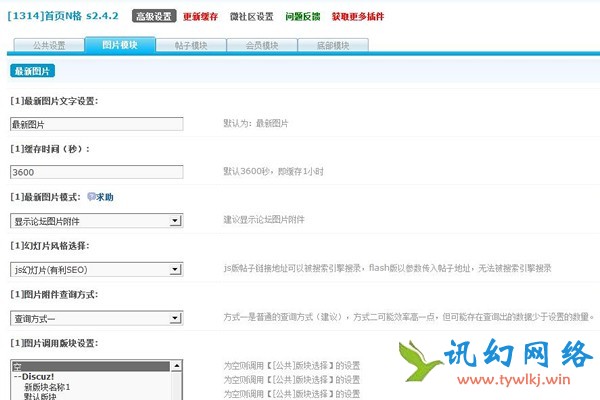 [1314]首页N格 s2.4.2 高级设置 更新缓存 微社区设置 问题反馈 获取更多插件
公共设置 图片模块 帖子模块 会员模块 底部模块
最新图片
[1]最新图片文字设置:
最新图片 默认为: 最新图片
[1]缓存时间（秒）:
3600 默认3600秒，即缓存1小时
[1]最新图片模式: 求助
显示论坛图片附件 建议显示论坛图片附件
[1]幻灯片风格选择:
js幻灯片(有利SEO) js版帖子链接地址可以被搜索引擎搜录，flash版以参数传入帖子地址，无法被搜索引擎搜录
[1]图片附件查询方式:
查询方式一 方式一是普通的查询方式（建议），方式二可能效率高一点，但可能存在查询出的数据少于设置的数量。
[1]图片调用版块设置:
空 为空则调用【[公共]版块选择】的设置
--Discuz! 为空则调用【[公共]版块选择】的设置
新版块名称1 为空则调用【[公共]版块选择】的设置
默认版块
讯幻网络
www.tywlkj.win